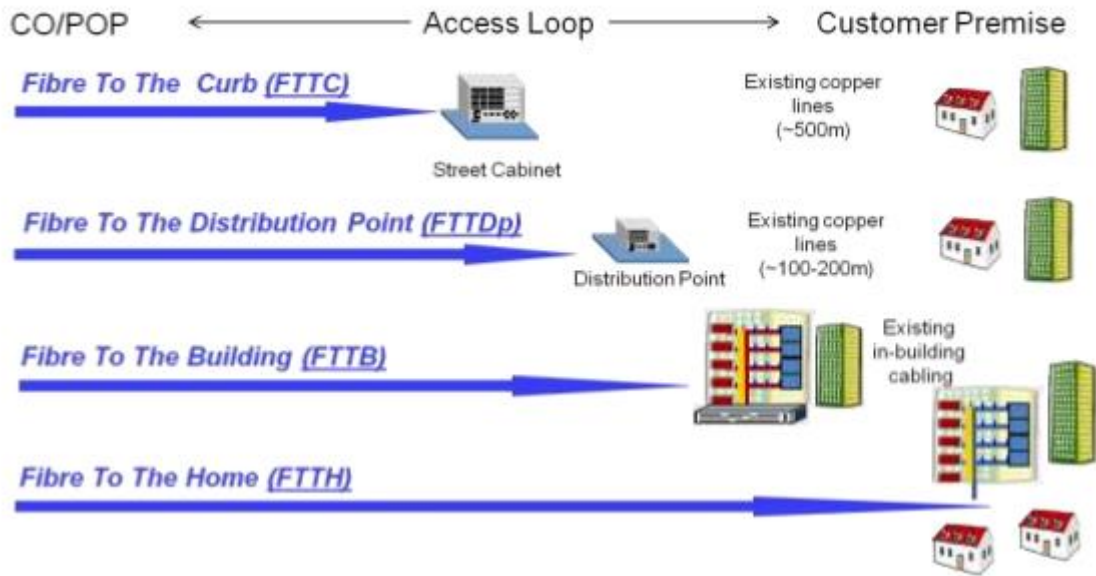 CO/POP
Access Loop
Customer Premise
Fibre To The Curb (FTTC)
Street Cabinet
Existing copper
lines
(~500m)
Fibre To The Distribution Point (FTTDp)
Distribution Point
Existing copper
lines
(~100-200m)
Fibre To The Building (FTTB)
Existing
in-building
cabling
Fibre To The Home (FTTH)